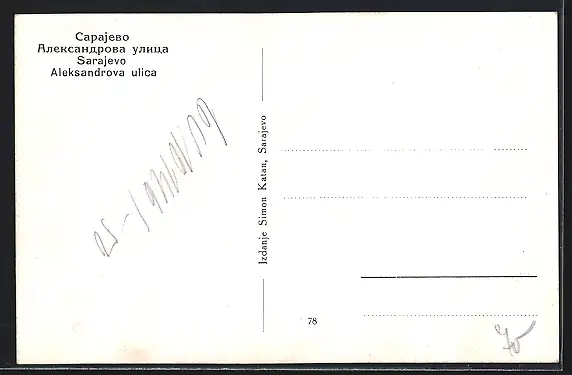 Сарајево
Александрова улица
Sarajevo
Aleksandrova ulica
Izdanje Simon Katan, Sarajevo
78